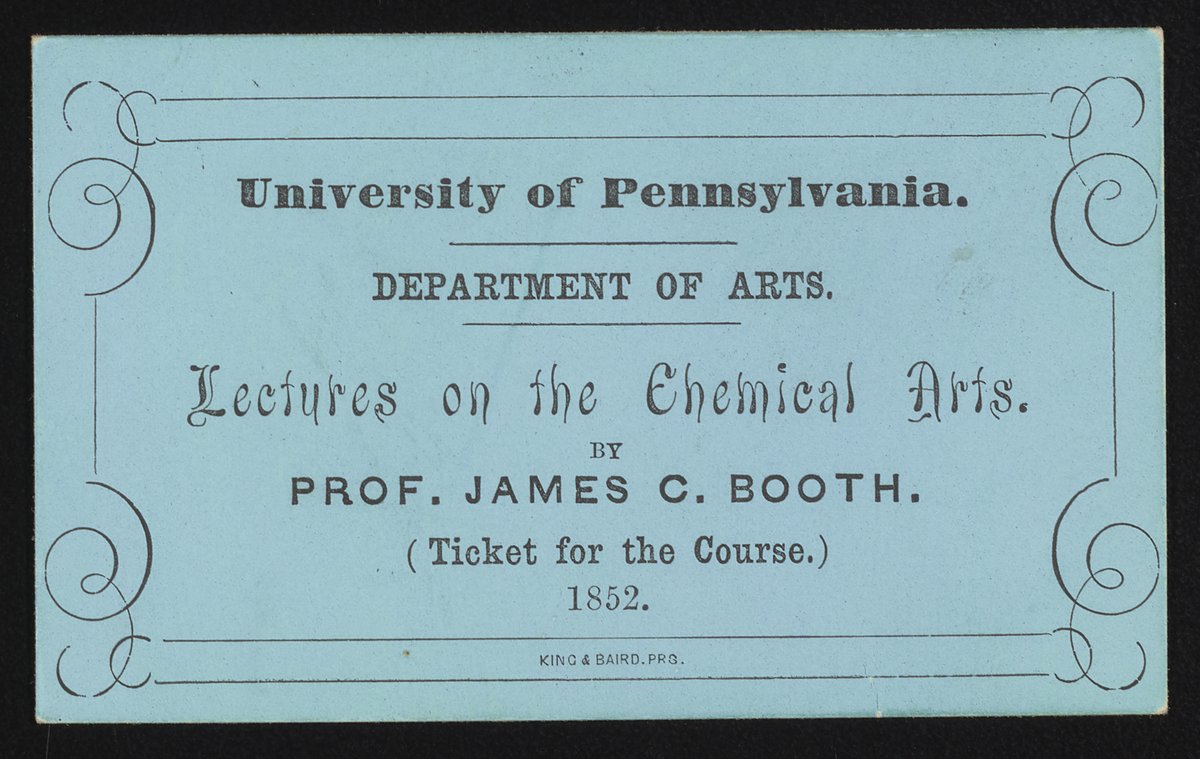 University of Pennsylvania.
DEPARTMENT OF ARTS.
Lectures on the Chemical Arts.
BY
PROF. JAMES C. BOOTH.
( Ticket for the Course.)
1852.
KING & BAIRD. PRS.